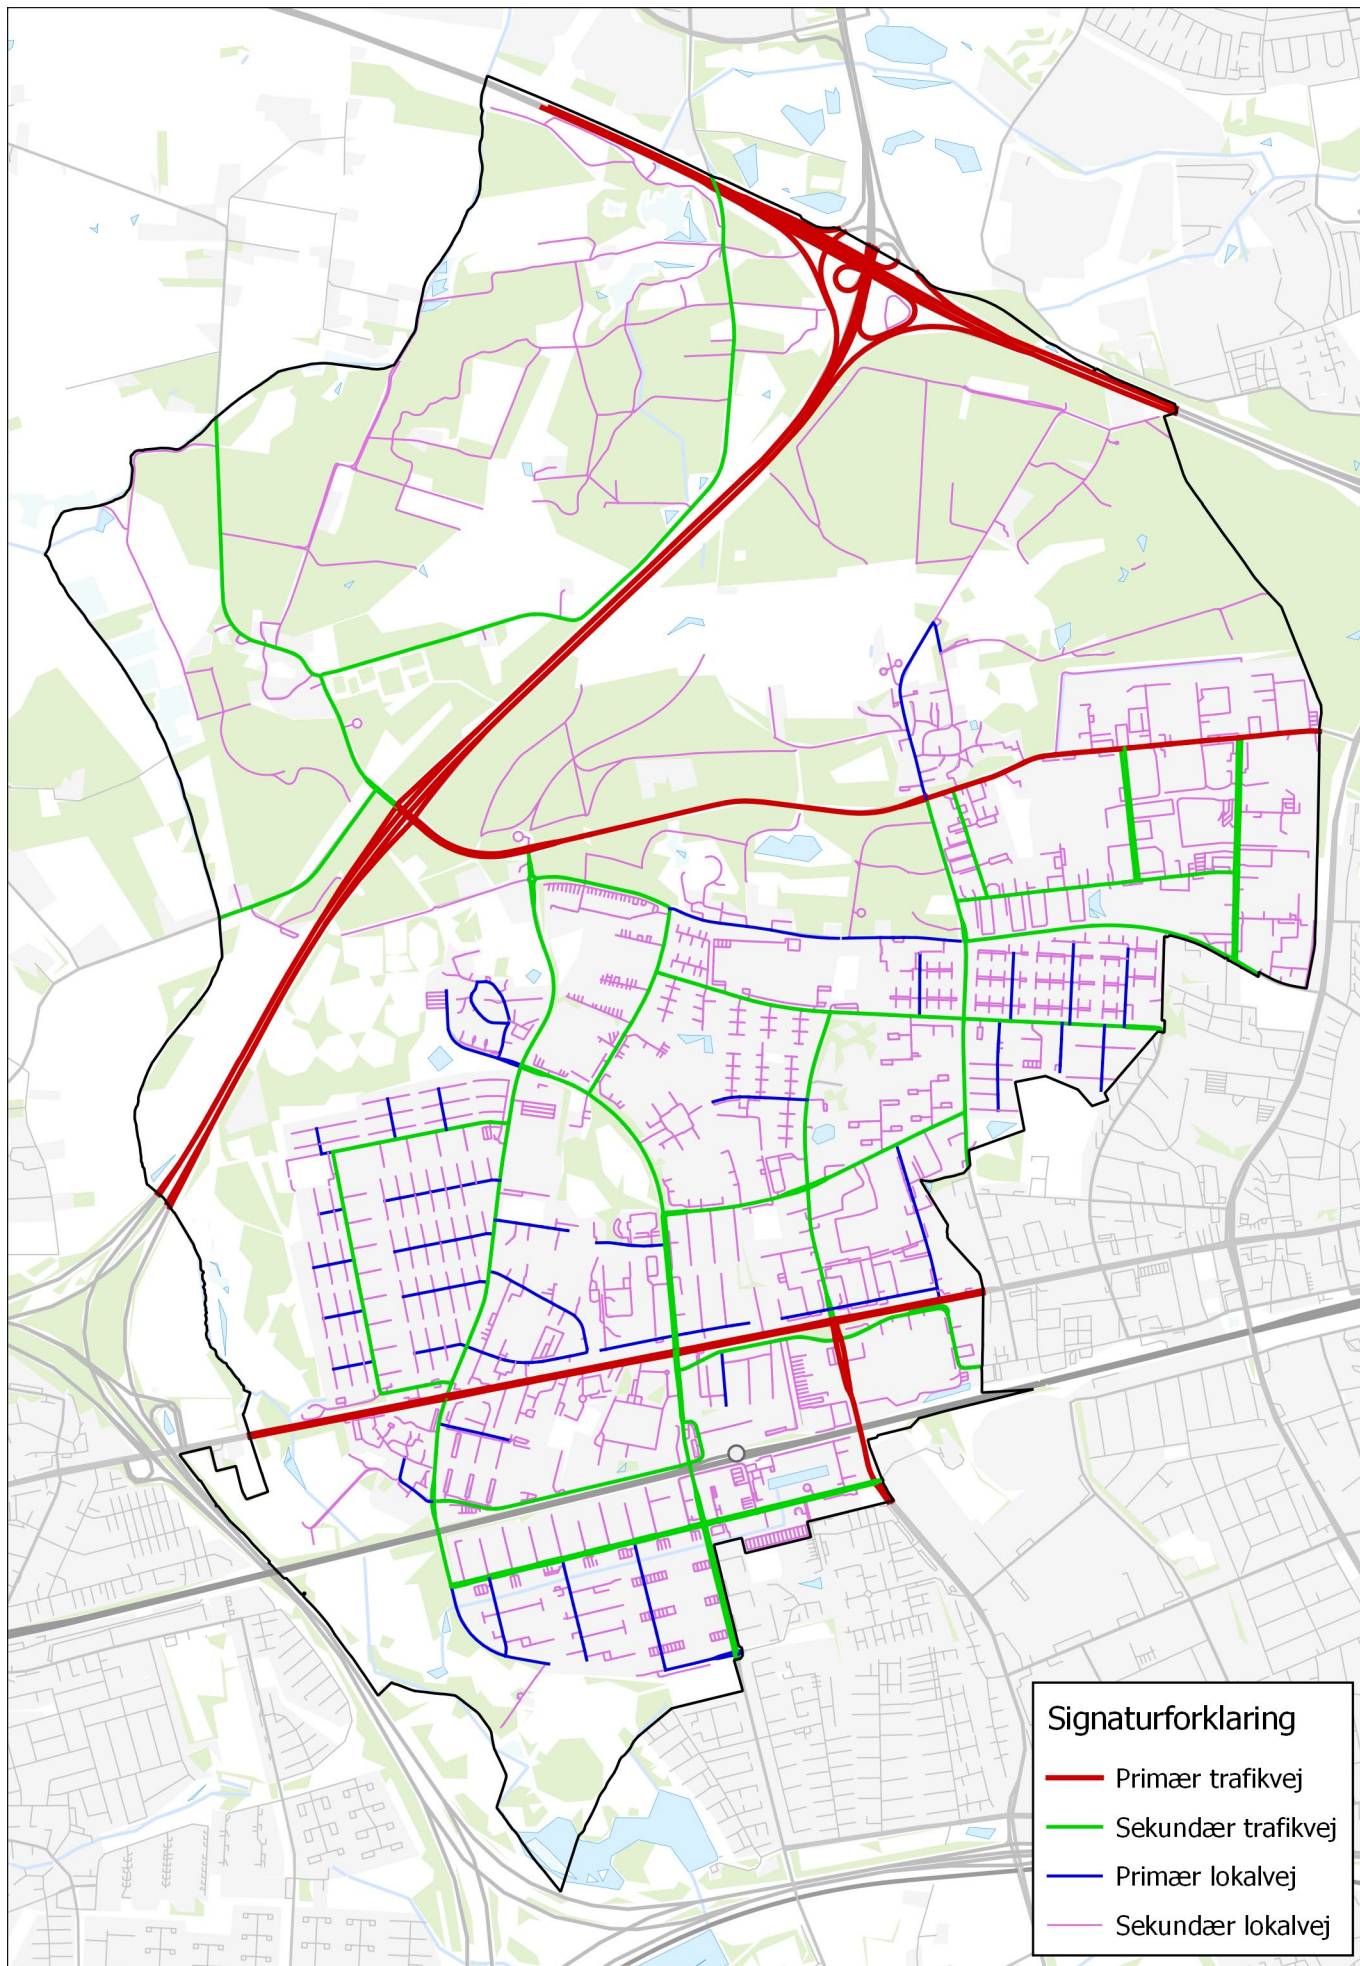 Signaturforklaring
Primær trafikvej
Sekundær trafikvej
Primær lokalvej
Sekundær lokalvej